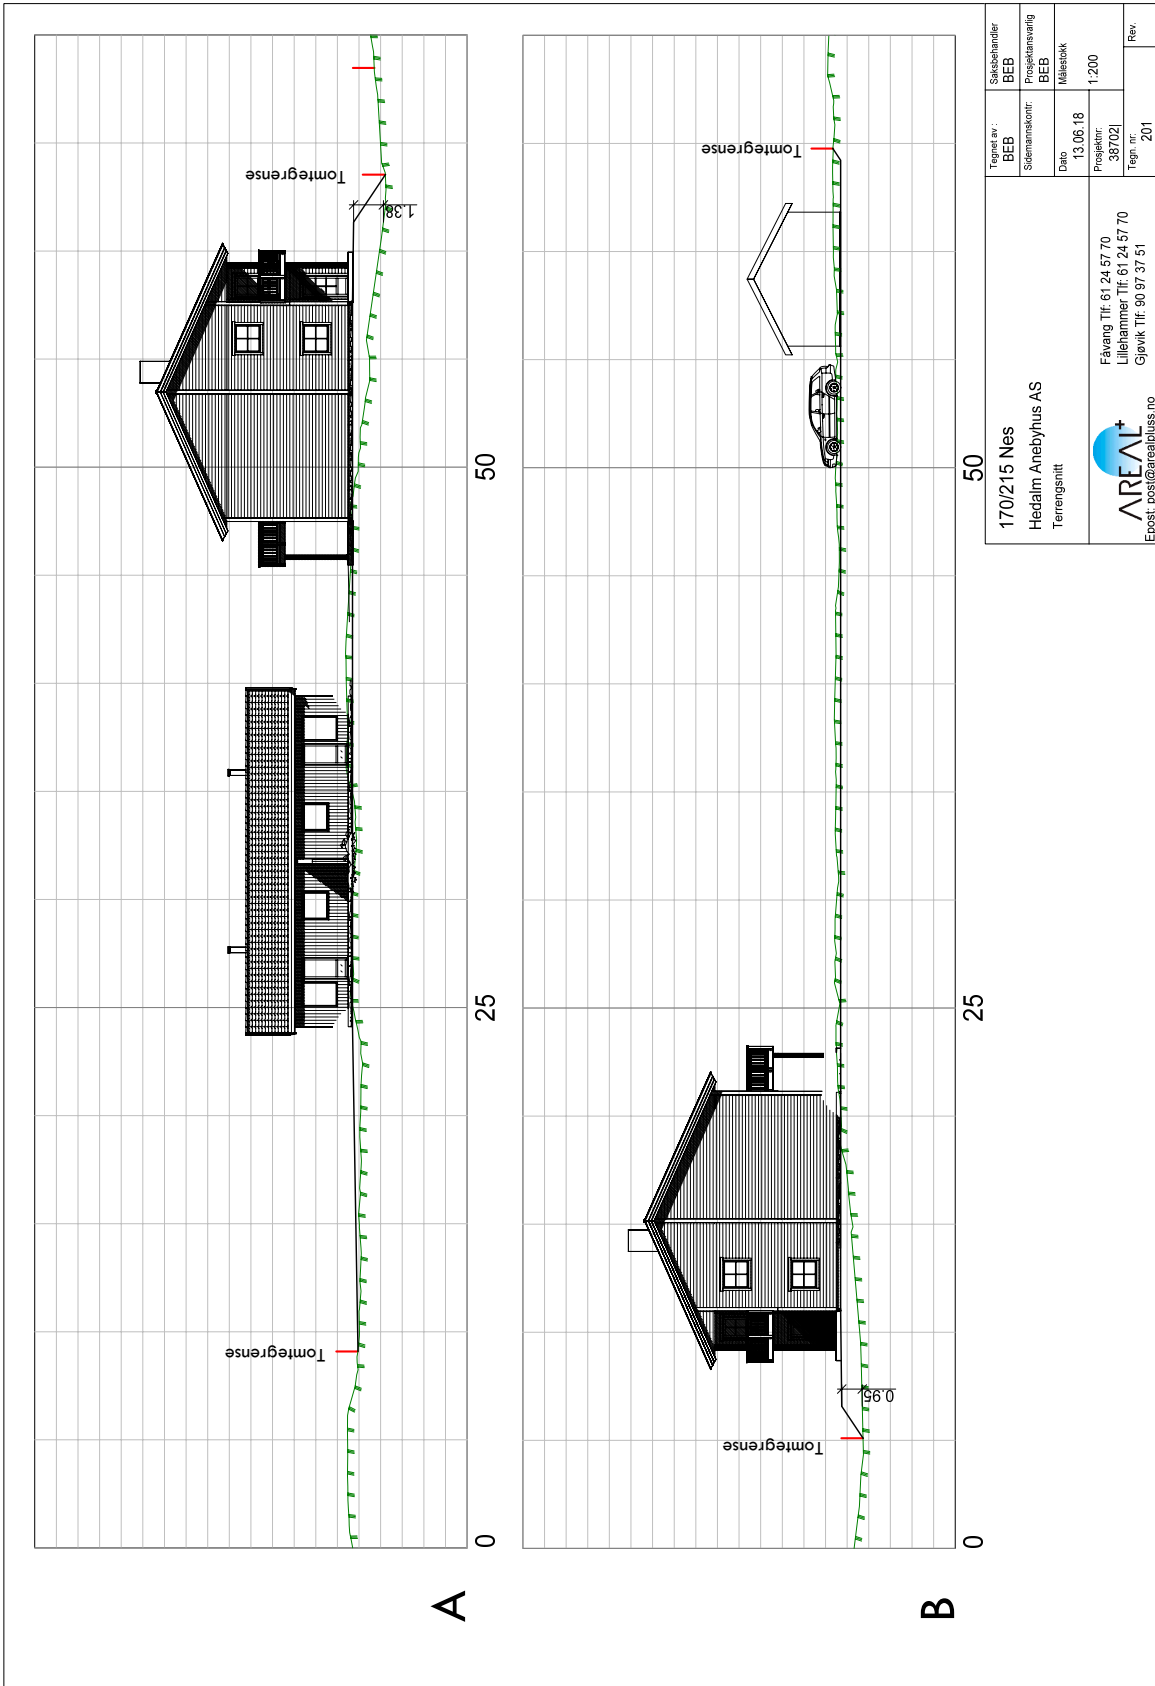 A
Tomtegrense
Tomtegrense
1.38
0
25
50
B
Tomtegrense
Tomtegrense
0.95
0
25
50
170/215 Nes
Hedalm Anebyhus AS
Terrengsnitt
AREAL+
Epost: post@arealpluss.no
Fåvang Tlf: 61 24 57 70
Lillehammer Tlf: 61 24 57 70
Gjøvik Tlf: 90 97 37 51
Tegnet av :
BEB
Saksbehandler
BEB
Sidemannskontr:
Prosjektansvarlig
BEB
Dato
13.06.18
Målestokk
Prosjektnr:
38702|
1:200
Tegn. nr:
201
Rev.